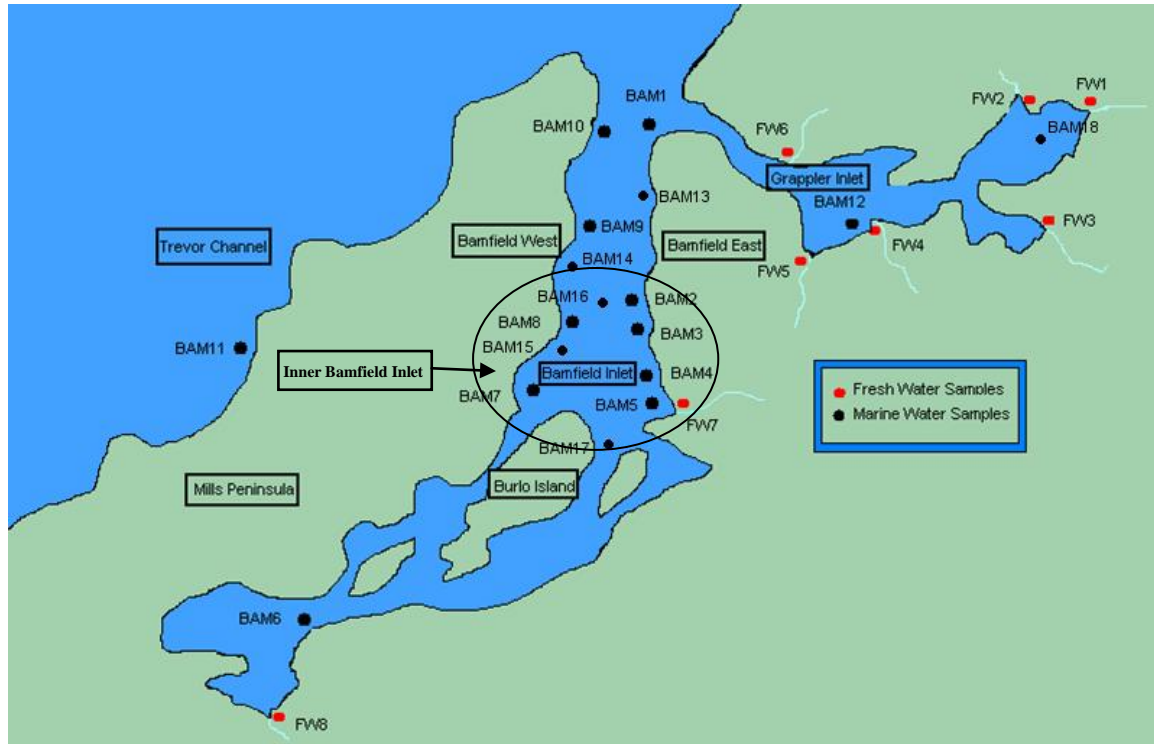 FW2
FW1
BAM1
BAM10
BAM18
FW6
Grappler Inlet
BAM13
BAM12
FW3
Trevor Channel
Bamfield West
BAM9
Bamfield East
FW4
FW5
BAM14
BAM16
BAM2
BAM8
BAM3
BAM11
BAM15
Inner Bamfield Inlet
Bamfield Inlet
BAM4
BAM7
BAM5
FW7
Fresh Water Samples
Marine Water Samples
BAM17
Mills Peninsula
Burlo Island
BAM6
FW8